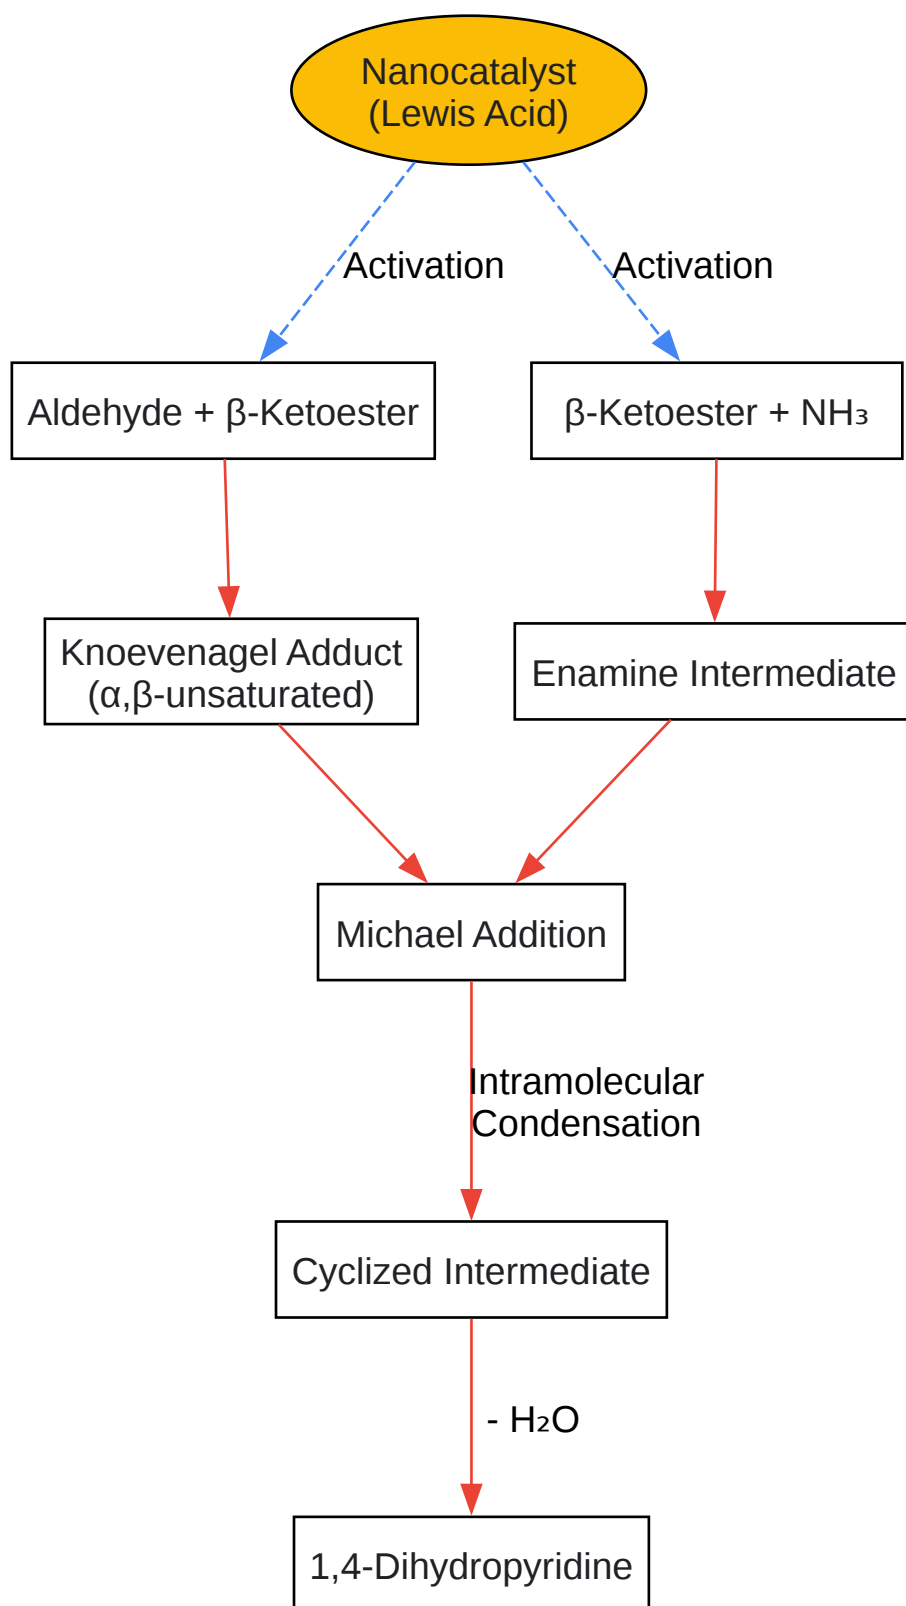 Nanocatalyst
(Lewis Acid)
Activation
Activation
Aldehyde + β-Ketoester
β-Ketoester + NH₃
Knoevenagel Adduct
(α,β-unsaturated)
Enamine Intermediate
Michael Addition
Intramolecular
Condensation
Cyclized Intermediate
- H₂O
1,4-Dihydropyridine